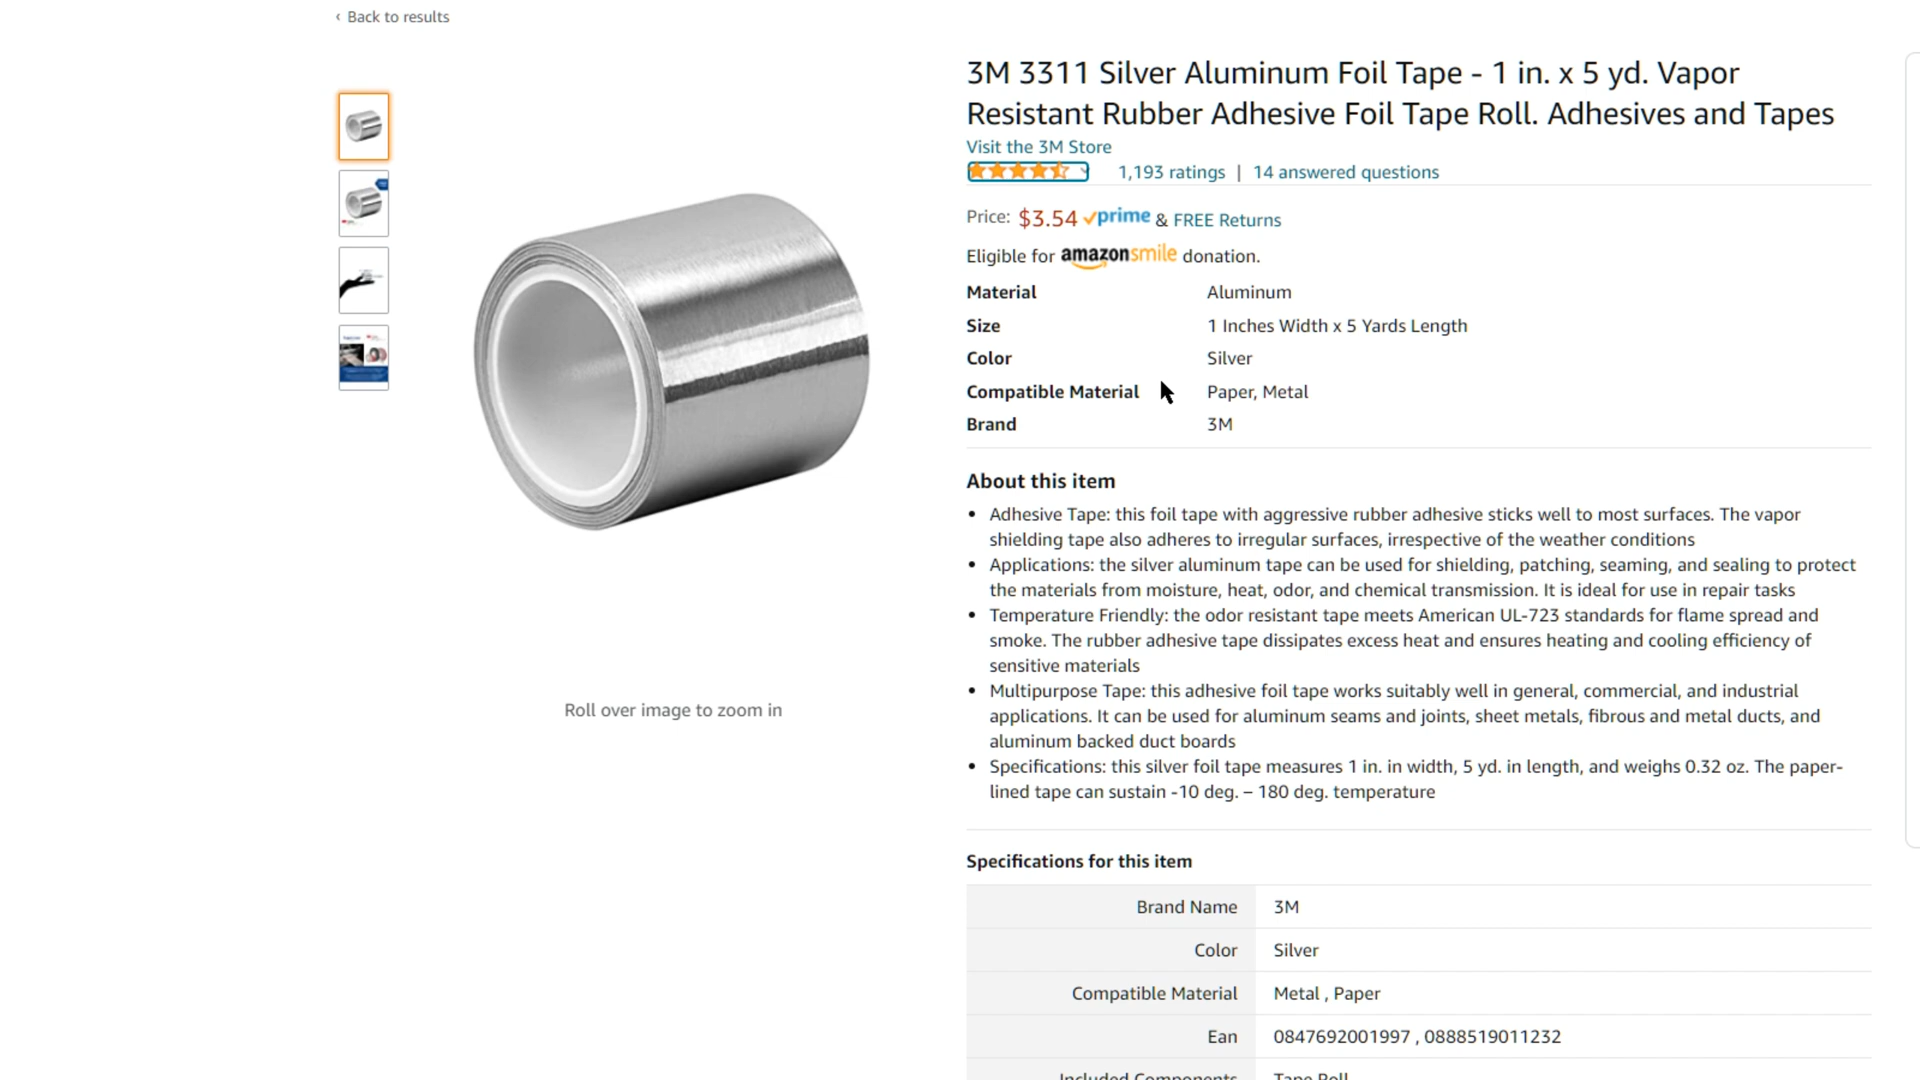 ‹ Back to results
3M 3311 Silver Aluminum Foil Tape - 1 in. x 5 yd. Vapor
Resistant Rubber Adhesive Foil Tape Roll. Adhesives and Tapes
Visit the 3M Store
1,193 ratings | 14 answered questions
Price: $3.54 prime & FREE Returns
Eligible for amazonsmile donation.
Material Aluminum
Size 1 Inches Width x 5 Yards Length
Color Silver
Compatible Material Paper, Metal
Brand 3M
About this item
• Adhesive Tape: this foil tape with aggressive rubber adhesive sticks well to most surfaces. The vapor
shielding tape also adheres to irregular surfaces, irrespective of the weather conditions
• Applications: the silver aluminum tape can be used for shielding, patching, seaming, and sealing to protect
the materials from moisture, heat, odor, and chemical transmission. It is ideal for use in repair tasks
• Temperature Friendly: the odor resistant tape meets American UL-723 standards for flame spread and
smoke. The rubber adhesive tape dissipates excess heat and ensures heating and cooling efficiency of
sensitive materials
• Multipurpose Tape: this adhesive foil tape works suitably well in general, commercial, and industrial
applications. It can be used for aluminum seams and joints, sheet metals, fibrous and metal ducts, and
aluminum backed duct boards
• Specifications: this silver foil tape measures 1 in. in width, 5 yd. in length, and weighs 0.32 oz. The paper-
lined tape can sustain -10 deg. – 180 deg. temperature
Roll over image to zoom in
Specifications for this item
Brand Name 3M
Color Silver
Compatible Material Metal , Paper
Ean 0847692001997 , 0888519011232
Included Components Tape Roll